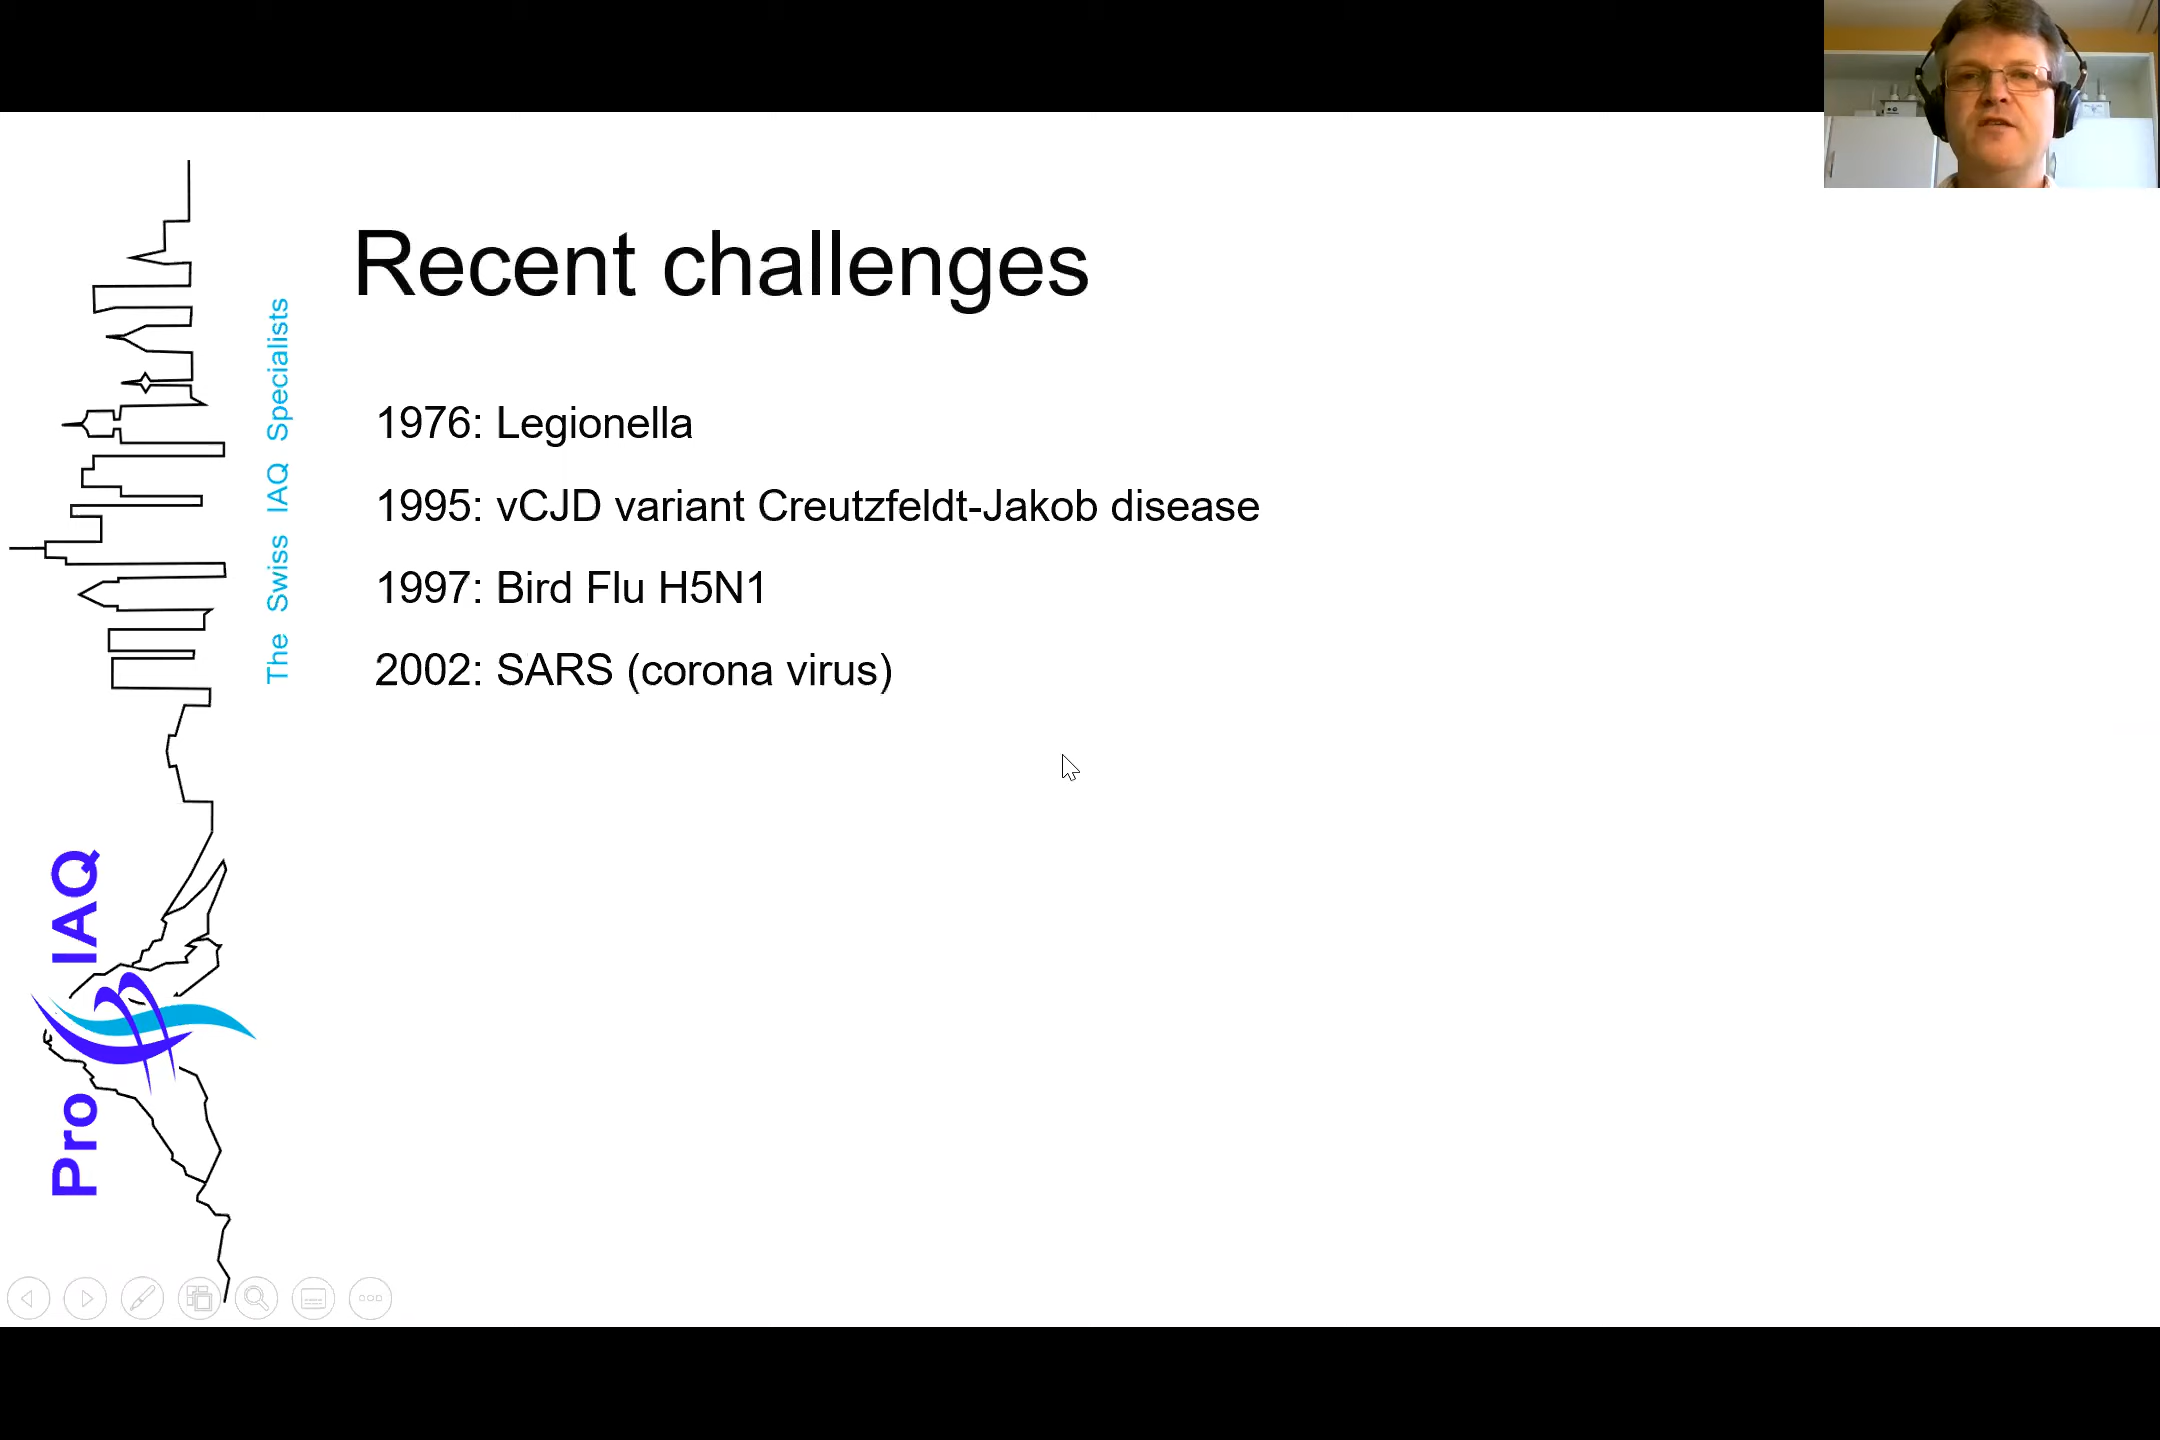 Recent challenges
1976: Legionella
1995: vCJD variant Creutzfeldt-Jakob disease
1997: Bird Flu H5N1
2002: SARS (corona virus)
The Swiss IAQ Specialists
Pro IAQ